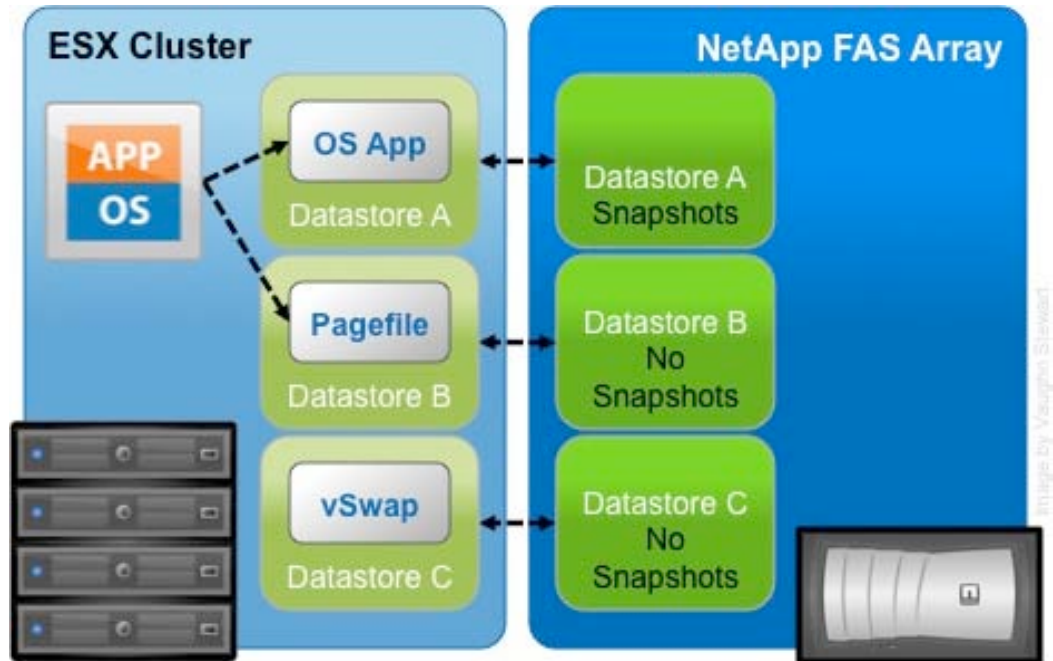 ESX Cluster
NetApp FAS Array
APP
OS
OS App
Datastore A
Datastore A
Snapshots
Pagefile
Datastore B
Datastore B
No
Snapshots
vSwap
Datastore C
Datastore C
No
Snapshots
Image by Vaughn Stewart